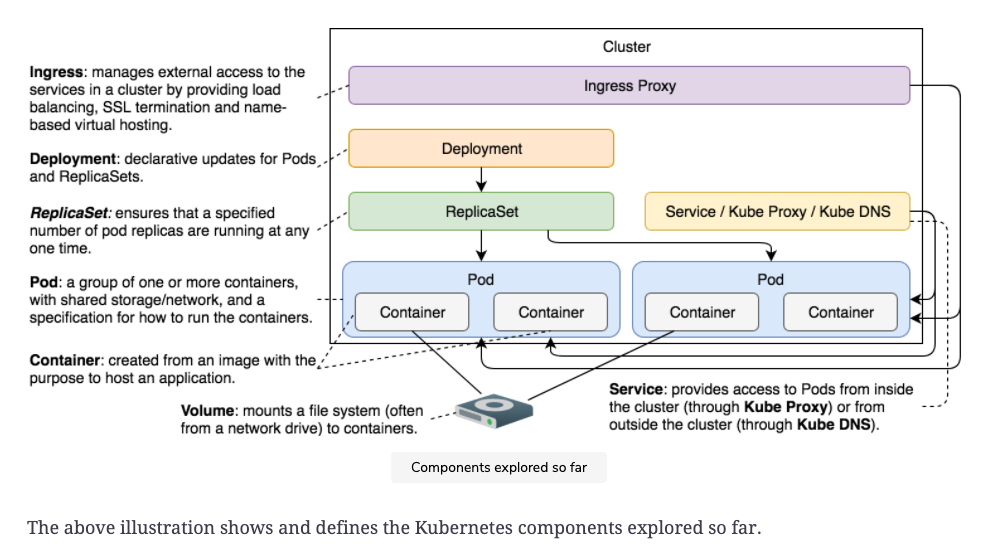 Cluster
Ingress: manages external access to the
services in a cluster by providing load
balancing, SSL termination and name-
based virtual hosting.
Ingress Proxy
Deployment: declarative updates for Pods
and ReplicaSets.
Deployment
ReplicaSet: ensures that a specified
number of pod replicas are running at any
one time.
ReplicaSet
Service / Kube Proxy / Kube DNS
Pod: a group of one or more containers,
with shared storage/network, and a
specification for how to run the containers.
Pod
Container
Container
Pod
Container
Container
Container: created from an image with the
purpose to host an application.
Volume: mounts a file system (often
from a network drive) to containers.
Service: provides access to Pods from inside
the cluster (through Kube Proxy) or from
outside the cluster (through Kube DNS).
Components explored so far
The above illustration shows and defines the Kubernetes components explored so far.